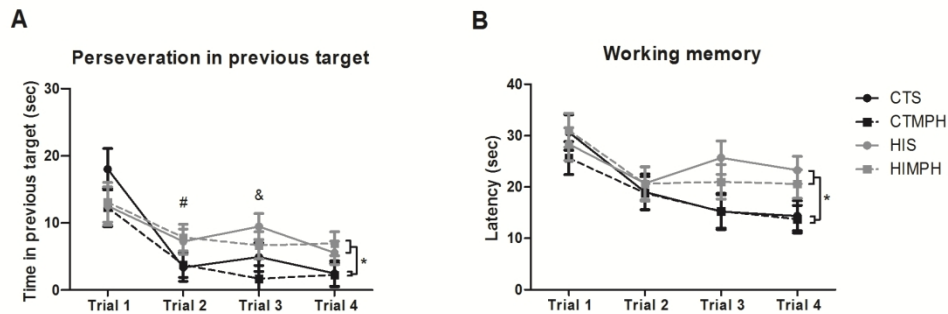 A
Perseveration in previous target
Time in previous target (sec)
30
20
10
0
#
&
*
Trial 1 Trial 2 Trial 3 Trial 4
B
Working memory
Latency (sec)
40
30
20
10
0
*
Trial 1 Trial 2 Trial 3 Trial 4
CTS
CTMPH
HIS
HIMPH